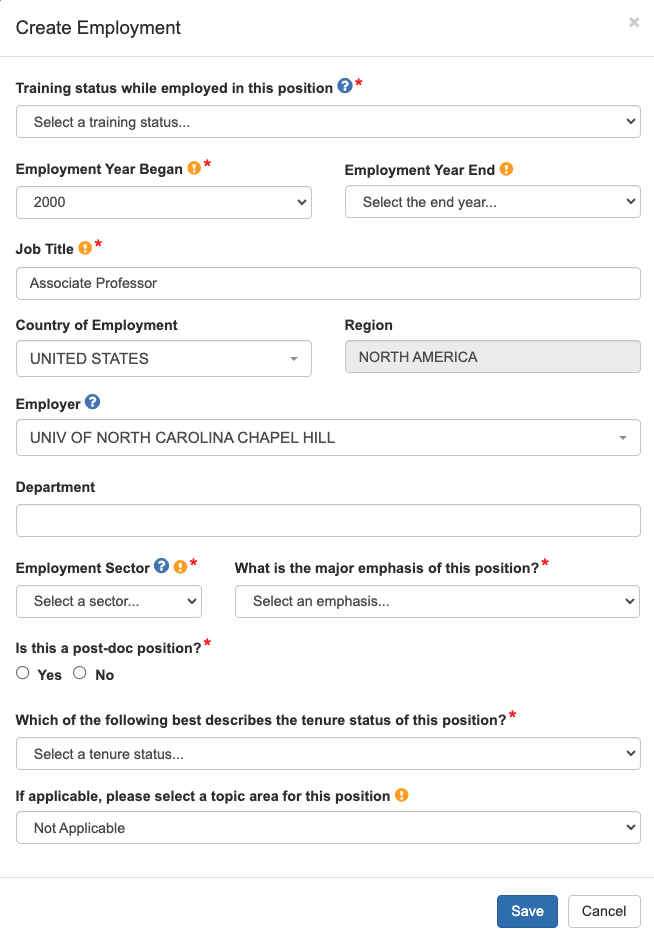 Create Employment ×
Training status while employed in this position ? *
Select a training status...
Employment Year Began ! * Employment Year End !
2000 Select the end year...
Job Title ! *
Associate Professor
Country of Employment Region
UNITED STATES NORTH AMERICA
Employer ?
UNIV OF NORTH CAROLINA CHAPEL HILL
Department
Employment Sector ? ! * What is the major emphasis of this position? *
Select a sector... Select an emphasis...
Is this a post-doc position? *
Yes No
Which of the following best describes the tenure status of this position? *
Select a tenure status...
If applicable, please select a topic area for this position !
Not Applicable
Save Cancel